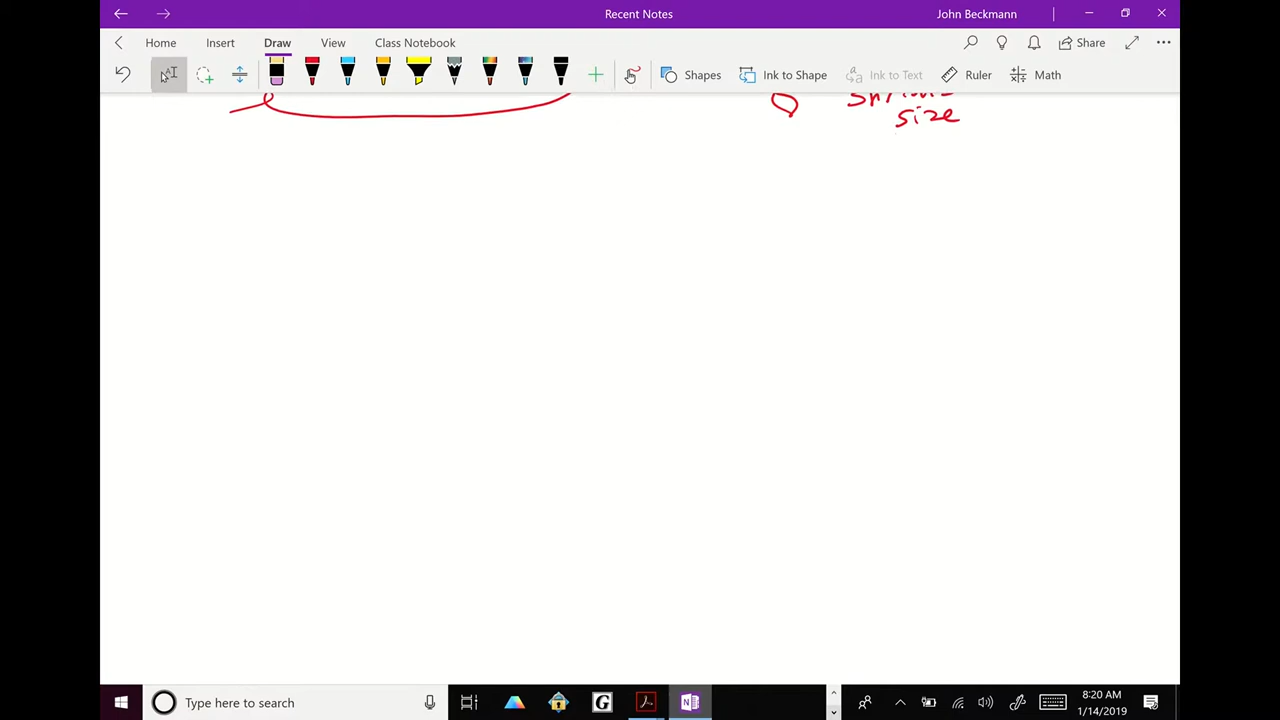 Recent Notes
John Beckmann
Home Insert Draw View Class Notebook
Share
Shapes Ink to Shape Ink to Text Ruler Math
size
Type here to search
G
N
8:20 AM
1/14/2019